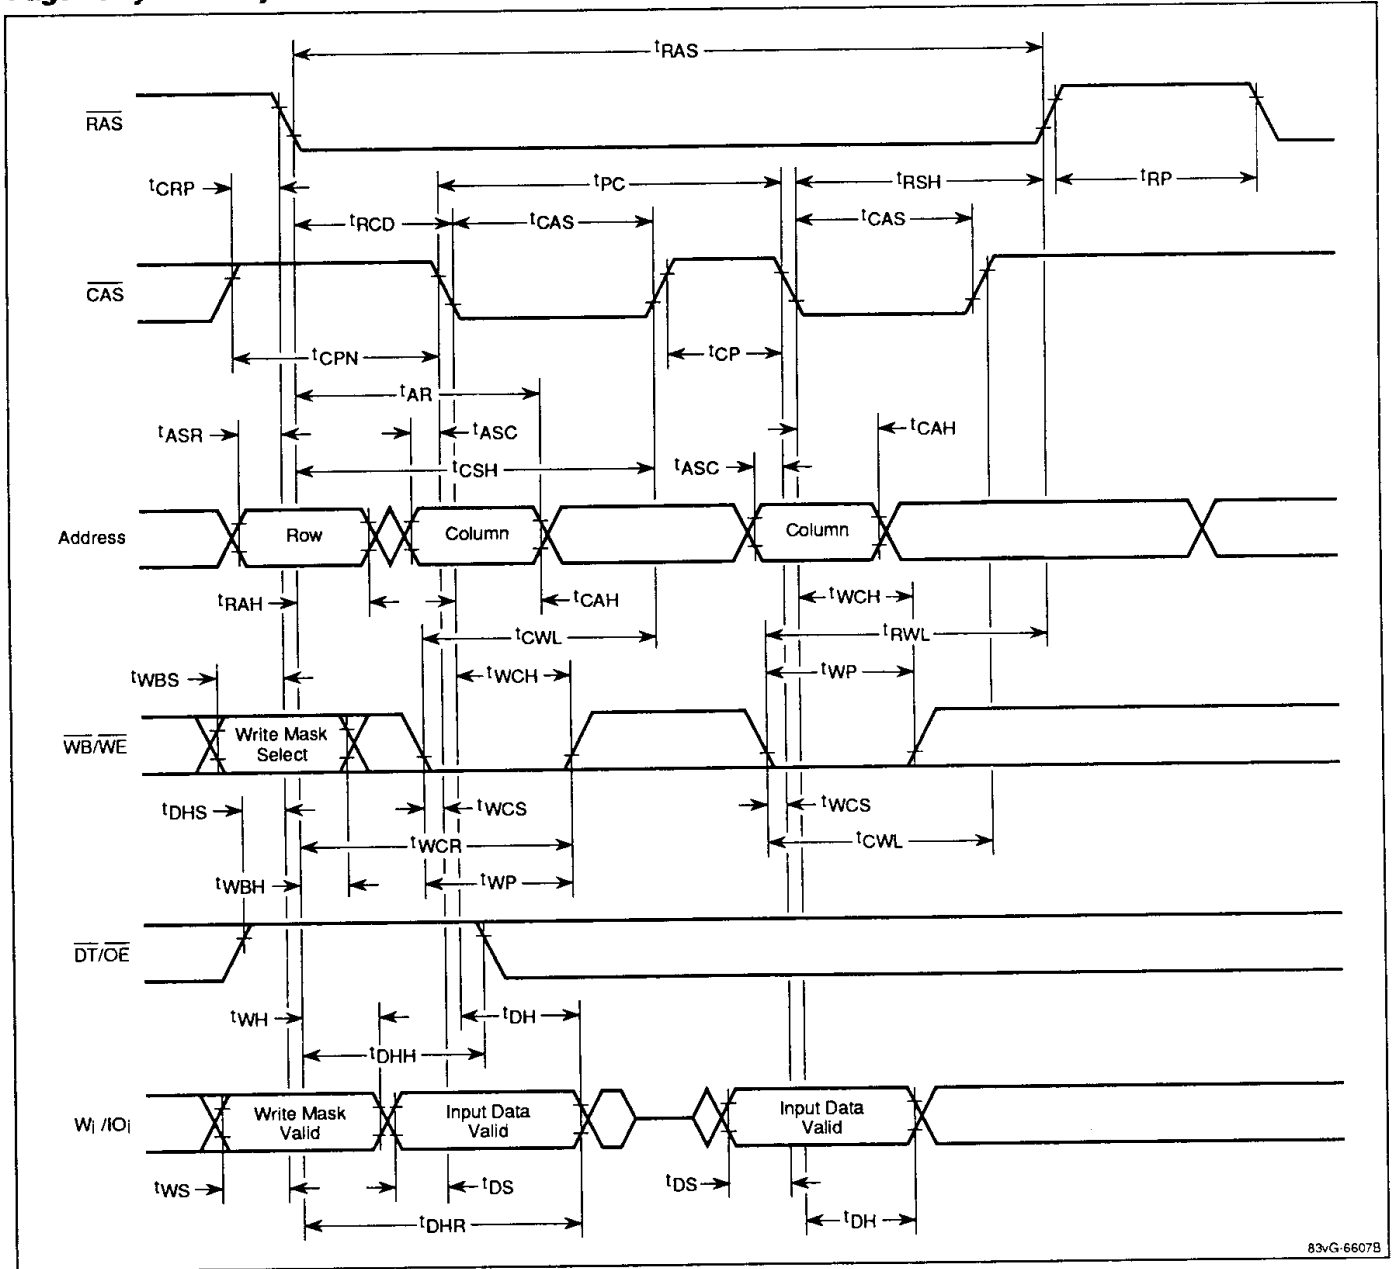 tRAS
RAS
tCRP
tPC
tRSH
tRP
tRCD
tCAS
tCAS
CAS
tCPN
tCP
tAR
tASR
tASC
tCAH
tCSH
tASC
Address
Row
Column
Column
tRAH
tCAH
tWCH
tCWL
tRWL
tWBS
tWCH
tWP
WB/WE
Write Mask
Select
tDHS
tWCS
tWCS
tWCR
tCWL
tWBH
tWP
DT/OE
tWH
tDH
tDHH
Wi/IOi
Write Mask
Valid
Input Data
Valid
Input Data
Valid
tWS
tDS
tDS
tDHR
tDH
83vG-6607B